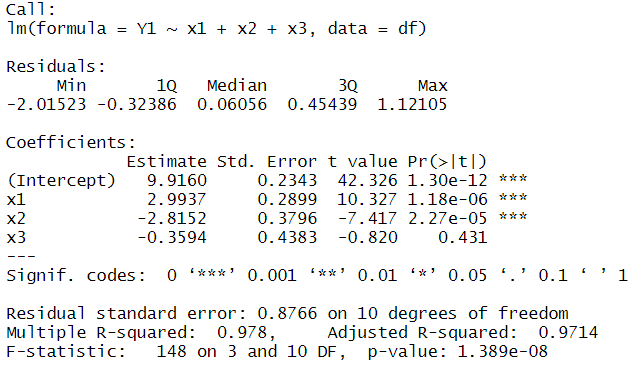 Call:
lm(formula = Y1 ~ x1 + x2 + x3, data = df)
Residuals:
Min 1Q Median 3Q Max
-2.01523 -0.32386 0.06056 0.45439 1.12105
Coefficients:
Estimate Std. Error t value Pr(>|t|)
(Intercept) 9.9160 0.2343 42.326 1.30e-12 ***
x1 2.9937 0.2899 10.327 1.18e-06 ***
x2 -2.8152 0.3796 -7.417 2.27e-05 ***
x3 -0.3594 0.4383 -0.820 0.431
---
Signif. codes: 0 ‘***’ 0.001 ‘**’ 0.01 ‘*’ 0.05 ‘.’ 0.1 ‘ ’ 1
Residual standard error: 0.8766 on 10 degrees of freedom
Multiple R-squared: 0.978, Adjusted R-squared: 0.9714
F-statistic: 148 on 3 and 10 DF, p-value: 1.389e-08